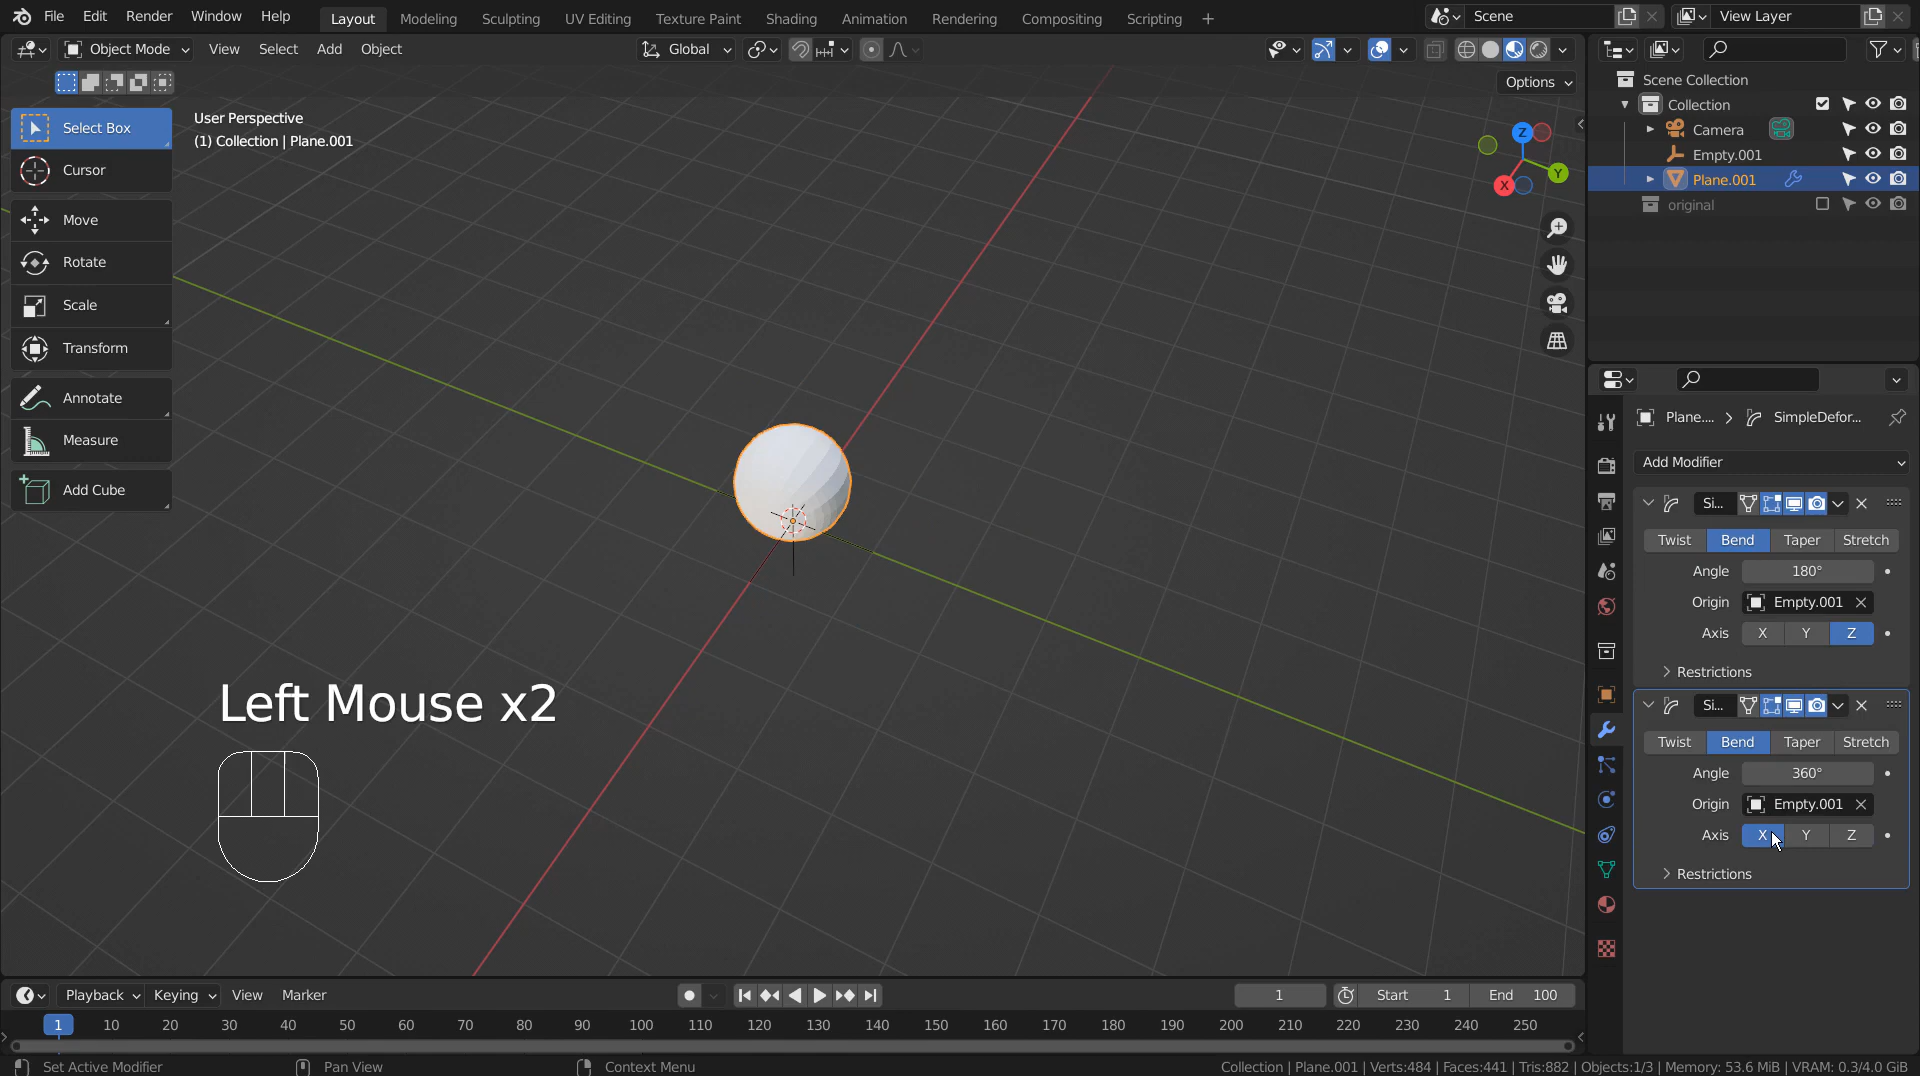 File Edit Render Window Help Layout Modeling Sculpting UV Editing Texture Paint Shading Animation Rendering Compositing Scripting + Scene View Layer
Object Mode View Select Add Object Global
Options
Select Box
Cursor
Move
Rotate
Scale
Transform
Annotate
Measure
Add Cube
User Perspective
(1) Collection | Plane.001
Z
Y
X
Left Mouse x2
Scene Collection
Collection
Camera
Empty.001
Plane.001
original
Plane.... SimpleDefor...
Add Modifier
Si...
Twist Bend Taper Stretch
Angle 180°
Origin Empty.001
Axis X Y Z
Restrictions
Si...
Twist Bend Taper Stretch
Angle 360°
Origin Empty.001
Axis X Y Z
Restrictions
Playback Keying View Marker 1 Start 1 End 100
1 10 20 30 40 50 60 70 80 90 100 110 120 130 140 150 160 170 180 190 200 210 220 230 240 250
Set Active Modifier Pan View Context Menu Collection | Plane.001 | Verts:484 | Faces:441 | Tris:882 | Objects:1/3 | Memory: 53.6 MiB | VRAM: 0.3/4.0 GiB